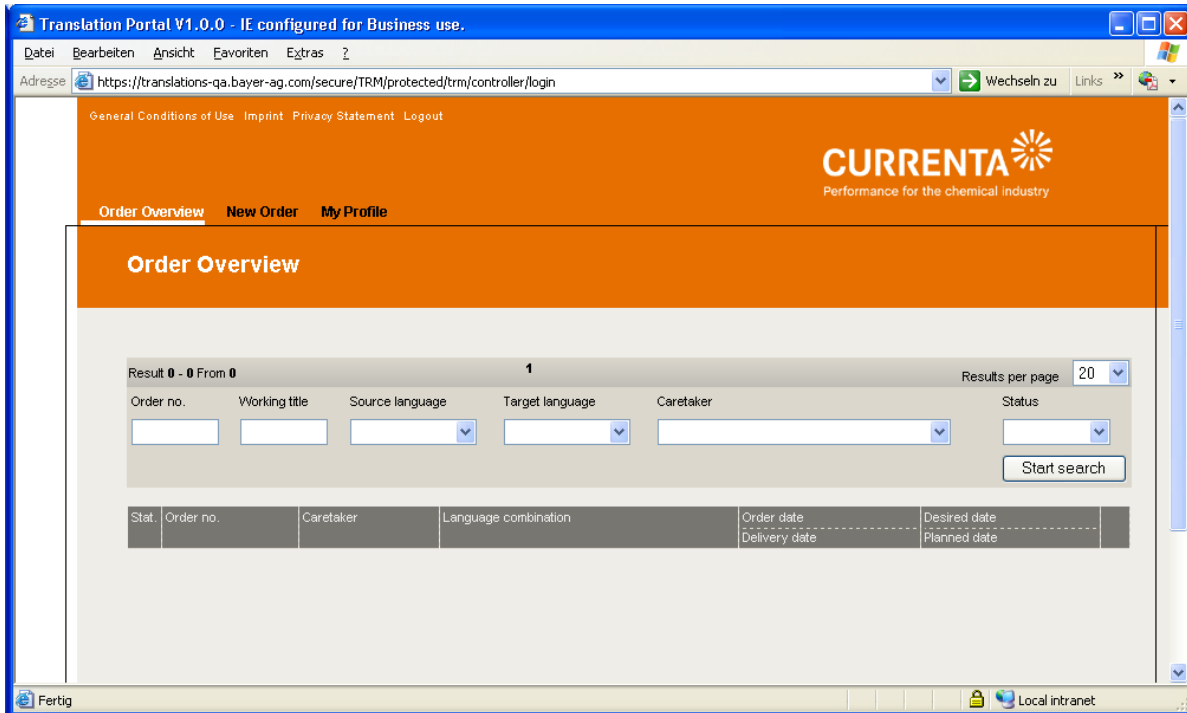 Translation Portal V1.0.0 - IE configured for Business use.
Datei Bearbeiten Ansicht Favoriten Extras ?
Adresse https://translations-qa.bayer-ag.com/secure/TRM/protected/trm/controller/login Wechseln zu Links »
General Conditions of Use Imprint Privacy Statement Logout
CURRENTA
Performance for the chemical industry
Order Overview New Order My Profile
Order Overview
Result 0 - 0 From 0 1 Results per page 20
Order no. Working title Source language Target language Caretaker Status
Start search
Stat. Order no. Caretaker Language combination Order date Desired date
Delivery date Planned date
Fertig Local intranet